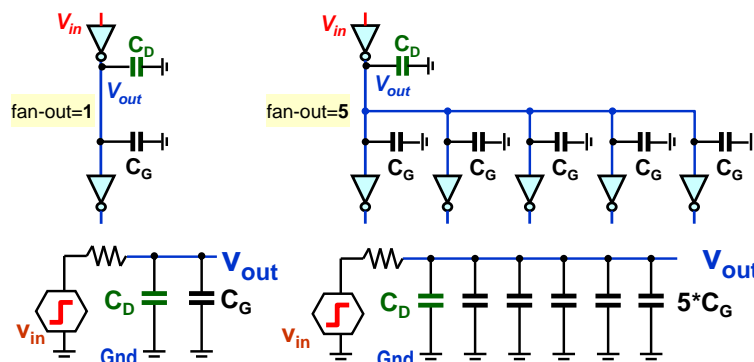 Vin
CD
Vout
fan-out=1
CG
Vin
CD
Vout
fan-out=5
CG
CG
CG
CG
CG
vin
CD
CG
vout
Gnd
vin
CD
5*CG
vout
Gnd